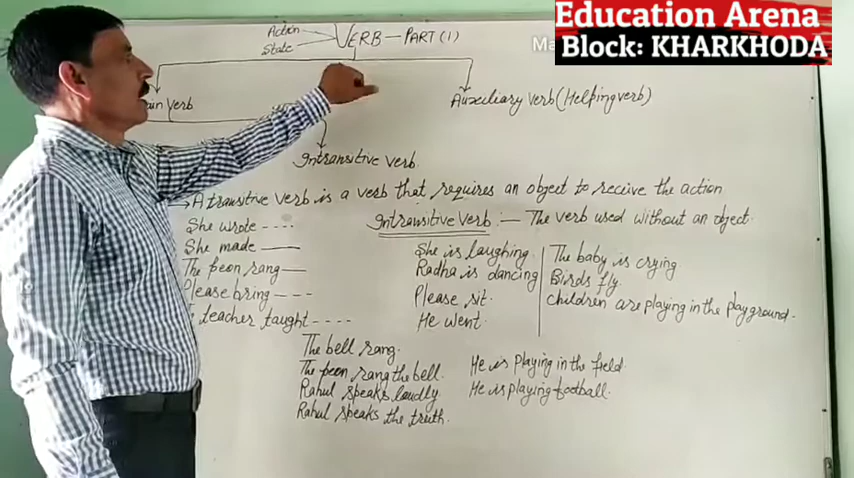 Education Arena
Block: KHARKHODA
Action
State
VERB — PART (1)
Verb
Auxiliary verb (Helping verb)
Intransitive verb
A transitive verb is a verb that requires an object to receive the action
Intransitive Verb :— The verb used without an object.
She wrote ----
She made ——
The peon rang ——
Please bring ----
teacher taught ----
She is laughing.
Radha is dancing
Please sit.
He went.
The baby is crying
Birds fly.
Children are playing in the playground.
The bell rang.
The peon rang the bell.
Rahul speaks loudly.
Rahul speaks the truth.
He is playing in the field.
He is playing football.